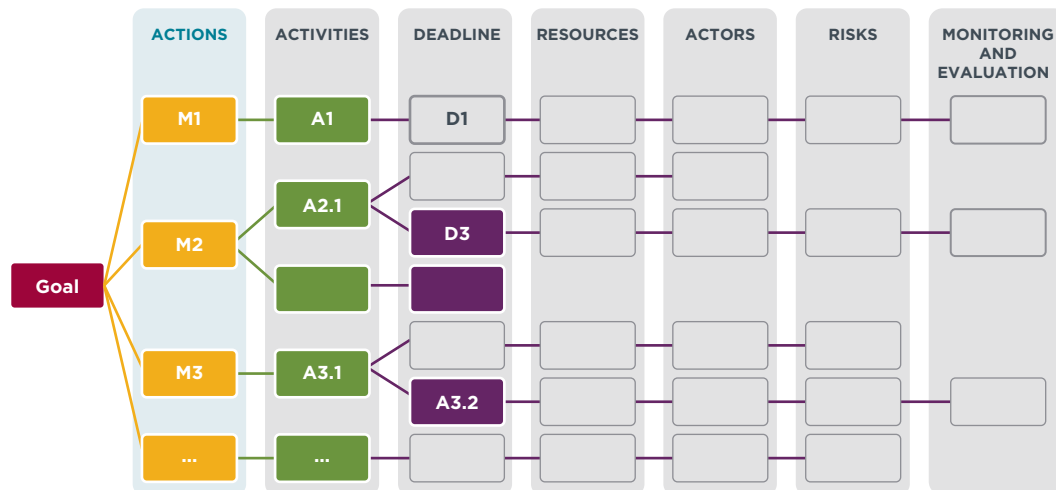 ACTIONS
ACTIVITIES
DEADLINE
RESOURCES
ACTORS
RISKS
MONITORING
AND
EVALUATION
M1
A1
D1
A2.1
M2
D3
Goal
M3
A3.1
A3.2
...
...